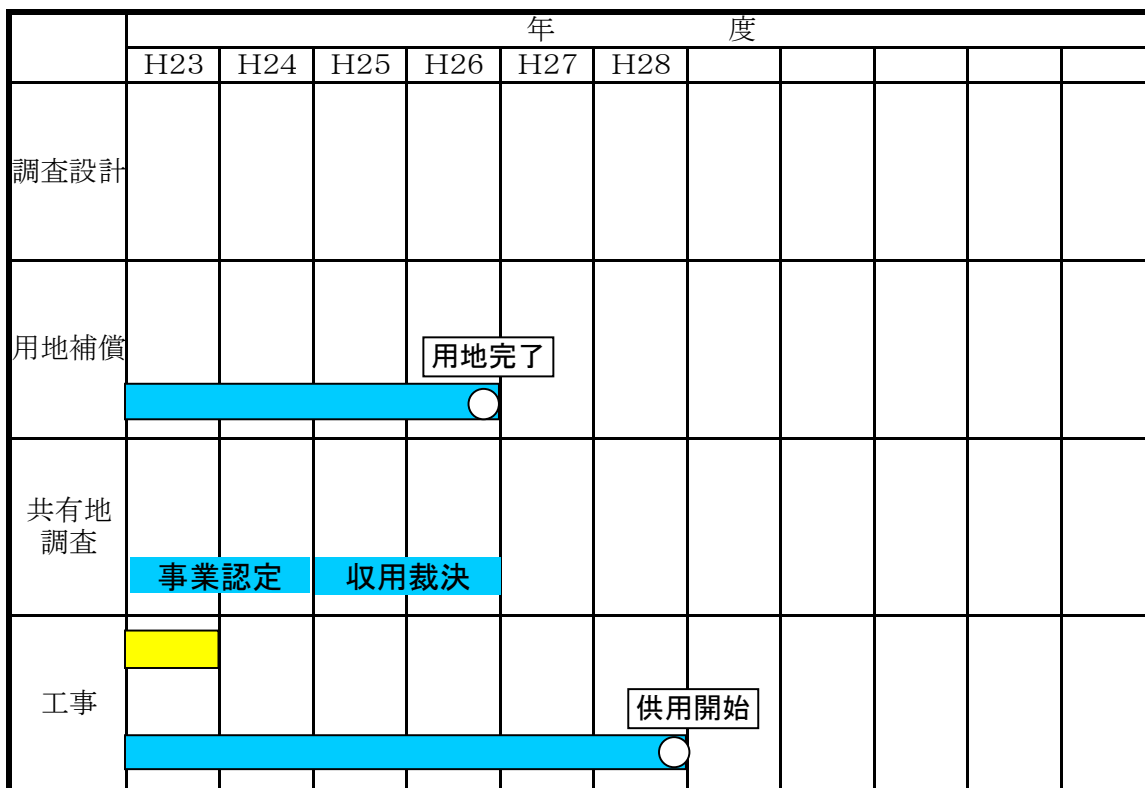 年 度
H23 H24 H25 H26 H27 H28
調査設計
用地補償
用地完了
共有地
調査
事業認定 収用裁決
工事
供用開始